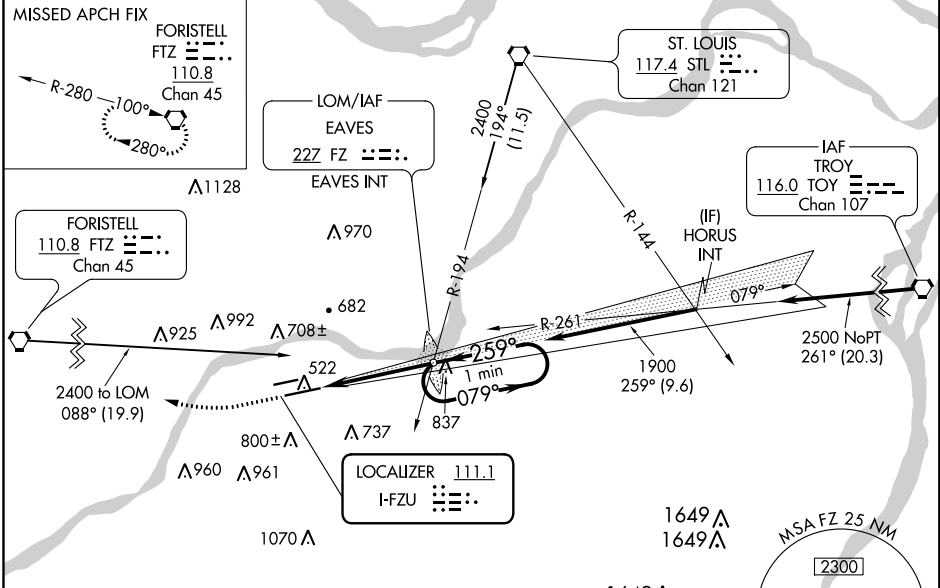 MISSED APCH FIX
FORISTELL
FTZ
110.8
Chan 45
R-280
100°
280°
ST. LOUIS
117.4 STL
Chan 121
2400
194°
(11.5)
LOM/IAF
EAVES
227 FZ
EAVES INT
IAF
TROY
116.0 TOY
Chan 107
1128
FORISTELL
110.8 FTZ
Chan 45
970
R-194
R-144
(IF)
HORUS
INT
682
925
992
708±
R-261
079°
2500 NoPT
261° (20.3)
2400 to LOM
088° (19.9)
522
259°
1 min
079°
1900
259° (9.6)
837
800±
737
960
961
LOCALIZER 111.1
I-FZU
1070
1649
1649
MSA FZ 25 NM
2300